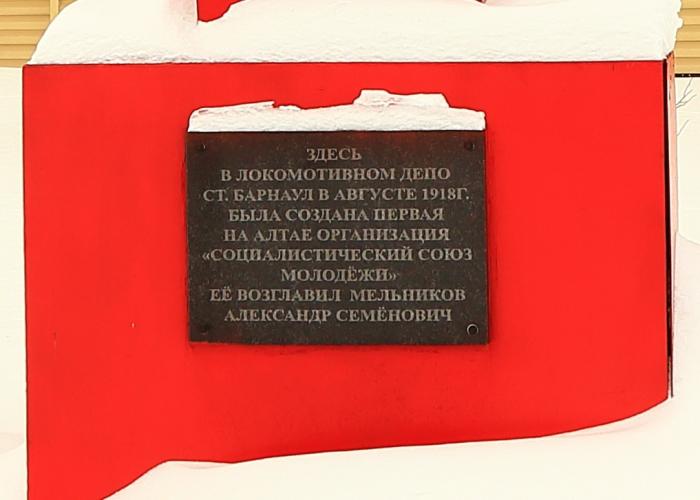 ЗДЕСЬ
В ЛОКОМОТИВНОМ ДЕПО
СТ. БАРНАУЛ В АВГУСТЕ 1918Г.
БЫЛА СОЗДАНА ПЕРВАЯ
НА АЛТАЕ ОРГАНИЗАЦИЯ
«СОЦИАЛИСТИЧЕСКИЙ СОЮЗ
МОЛОДЁЖИ»
ЕЁ ВОЗГЛАВИЛ МЕЛЬНИКОВ
АЛЕКСАНДР СЕМЁНОВИЧ